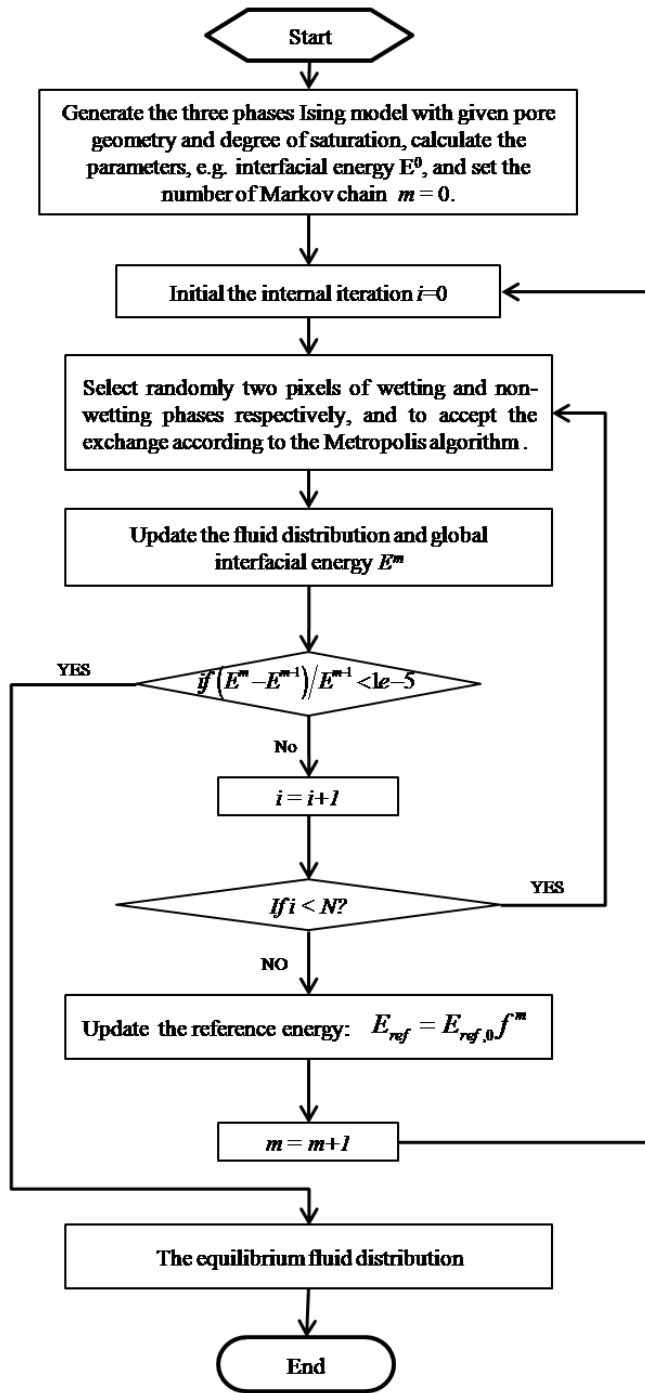 Start
Generate the three phases Ising model with given pore
geometry and degree of saturation, calculate the
parameters, e.g. interfacial energy E⁰, and set the
number of Markov chain m = 0.
Initial the internal iteration i=0
Select randomly two pixels of wetting and non-
wetting phases respectively, and to accept the
exchange according to the Metropolis algorithm .
Update the fluid distribution and global
interfacial energy Eᵐ
YES
if (Eᵐ−Eᵐ⁻¹)/Eᵐ⁻¹ <1e−5
No
i = i+1
If i < N?
YES
NO
Update the reference energy: E_ref = E_ref,0 fᵐ
m = m+1
The equilibrium fluid distribution
End